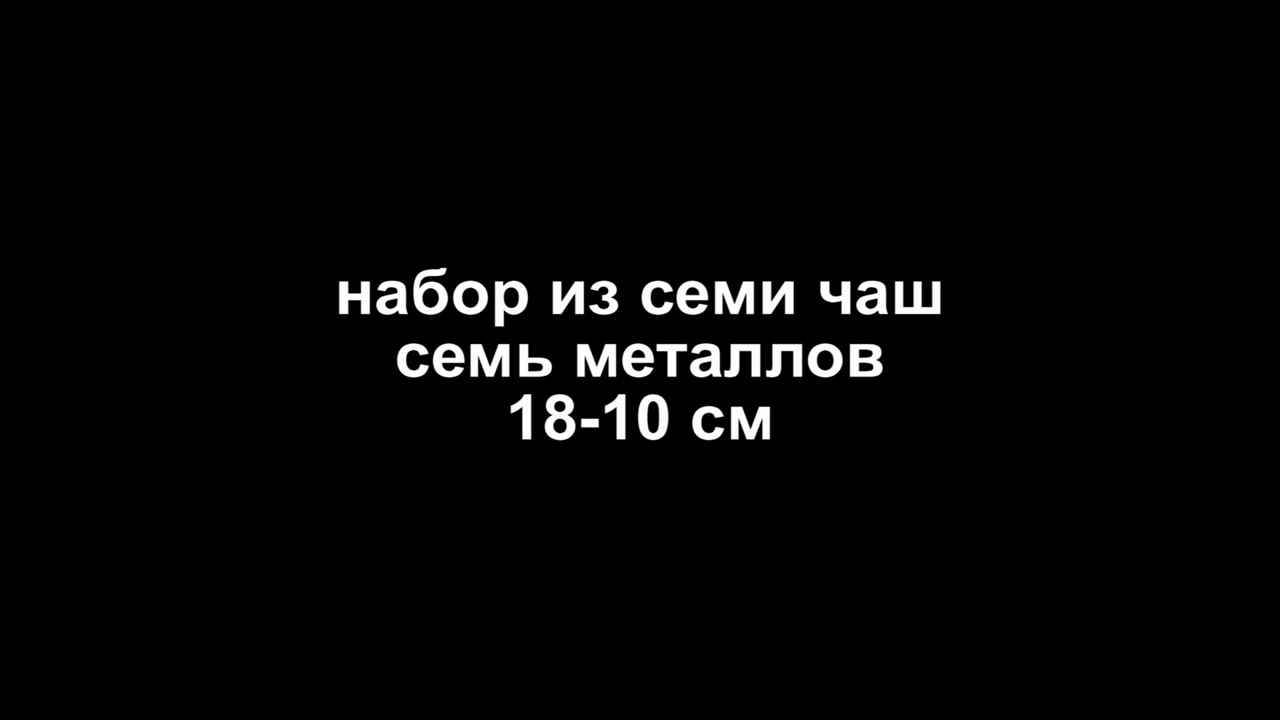 набор из семи чаш
семь металлов
18-10 см